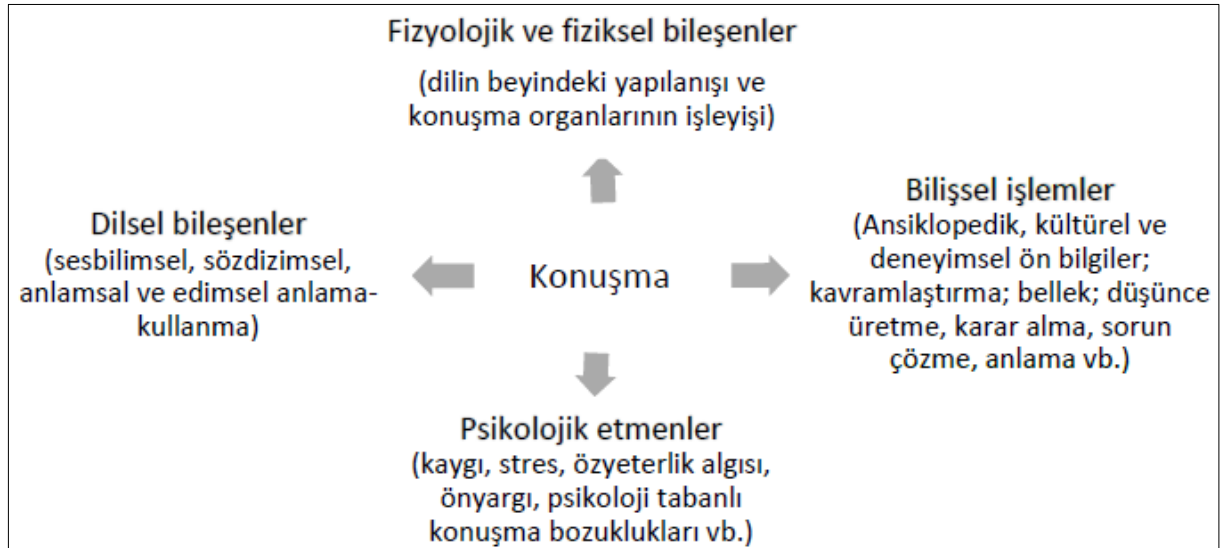 Fizyolojik ve fiziksel bileşenler
(dilin beyindeki yapılanışı ve
konuşma organlarının işleyişi)
Dilsel bileşenler
(sesbilimsel, sözdizimsel,
anlamsal ve edimsel anlama-
kullanma)
Konuşma
Bilişsel işlemler
(Ansiklopedik, kültürel ve
deneyimsel ön bilgiler;
kavramlaştırma; bellek; düşünce
üretme, karar alma, sorun
çözme, anlama vb.)
Psikolojik etmenler
(kaygı, stres, özyeterlik algısı,
önyargı, psikoloji tabanlı
konuşma bozuklukları vb.)